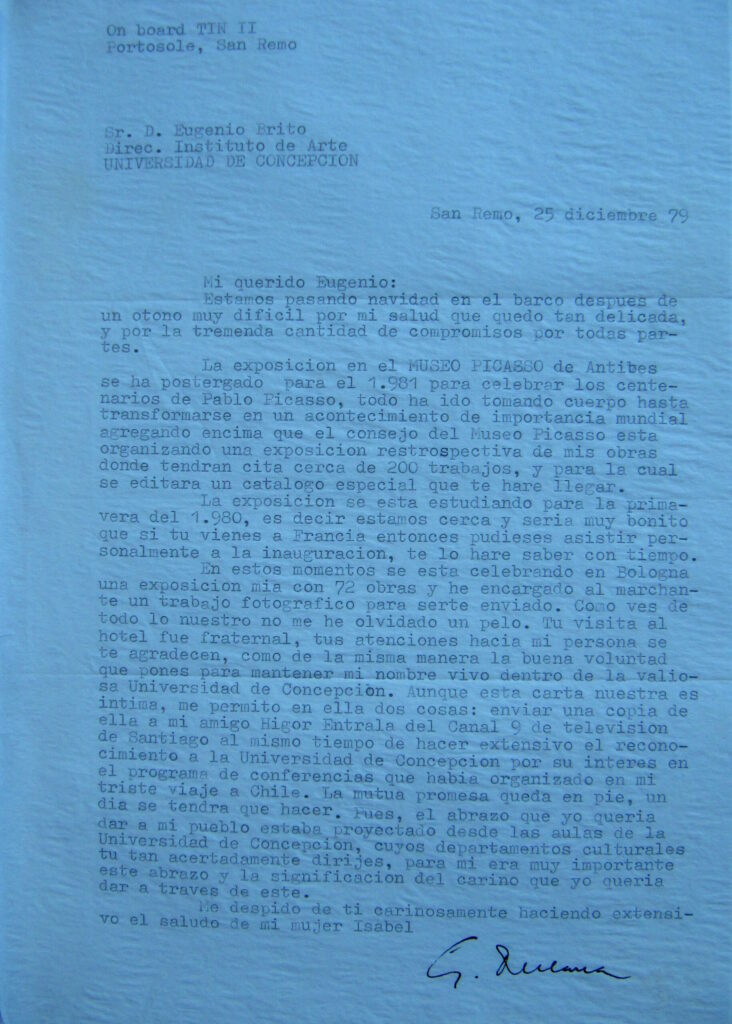 On board TIN II
Portosole, San Remo
Sr. D. Eugenio Brito
Direc. Instituto de Arte
UNIVERSIDAD DE CONCEPCION
San Remo, 25 diciembre 79
Mi querido Eugenio:
Estamos pasando navidad en el barco despues de
un otono muy dificil por mi salud que quedo tan delicada,
y por la tremenda cantidad de compromisos por todas par-
tes.
La exposicion en el MUSEO PICASSO de Antibes
se ha postergado para el 1.981 para celebrar los cente-
narios de Pablo Picasso, todo ha ido tomando cuerpo hasta
transformarse en un acontecimiento de importancia mundial
agregando encima que el consejo del Museo Picasso esta
organizando una exposicion restrospectiva de mis obras
donde tendran cita cerca de 200 trabajos, y para la cual
se editara un catalogo especial que te hare llegar.
La exposicion se esta estudiando para la prima-
vera del 1.980, es decir estamos cerca y seria muy bonito
que si tu vienes a Francia entonces pudieses asistir per-
sonalmente a la inauguracion, te lo hare saber con tiempo.
En estos momentos se esta celebrando en Bologna
una exposicion mia con 72 obras y he encargado al marchan-
te un trabajo fotografico para serte enviado. Como ves de
todo lo nuestro no me he olvidado un pelo. Tu visita al
hotel fue fraternal, tus atenciones hacia mi persona se
te agradecen, como de la misma manera la buena voluntad
que pones para mantener mi nombre vivo dentro de la valio-
sa Universidad de Concepciòn. Aunque esta carta nuestra es
intima, me permito en ella dos cosas: enviar una copia de
ella a mi amigo Higor Entrala del Canal 9 de television
de Santiago al mismo tiempo de hacer extensivo el recono-
cimiento a la Universidad de Concepcion por su interes en
el programa de conferencias que habia organizado en mi
triste viaje a Chile. La mutua promesa queda en pie, un
dia se tendra que hacer. Pues, el abrazo que yo queria
dar a mi pueblo estaba proyectado desde las aulas de la
Universidad de Concepciòn, cuyos departamentos culturales
tu tan acertadamente dirijes, para mi era muy importante
este abrazo y la significacion del carino que yo queria
dar a traves de este.
Me despido de ti carinosamente haciendo extensi-
vo el saludo de mi mujer Isabel